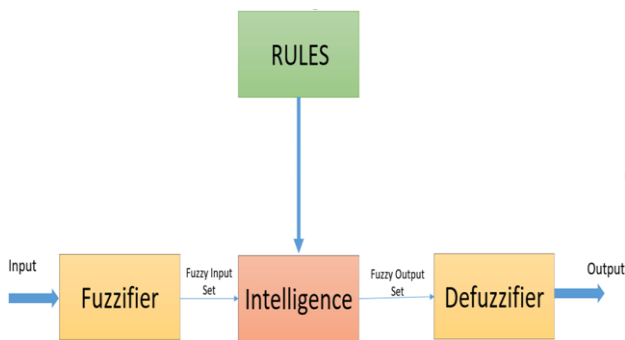 RULES
Input
Fuzzifier
Fuzzy Input
Set
Intelligence
Fuzzy Output
Set
Defuzzifier
Output